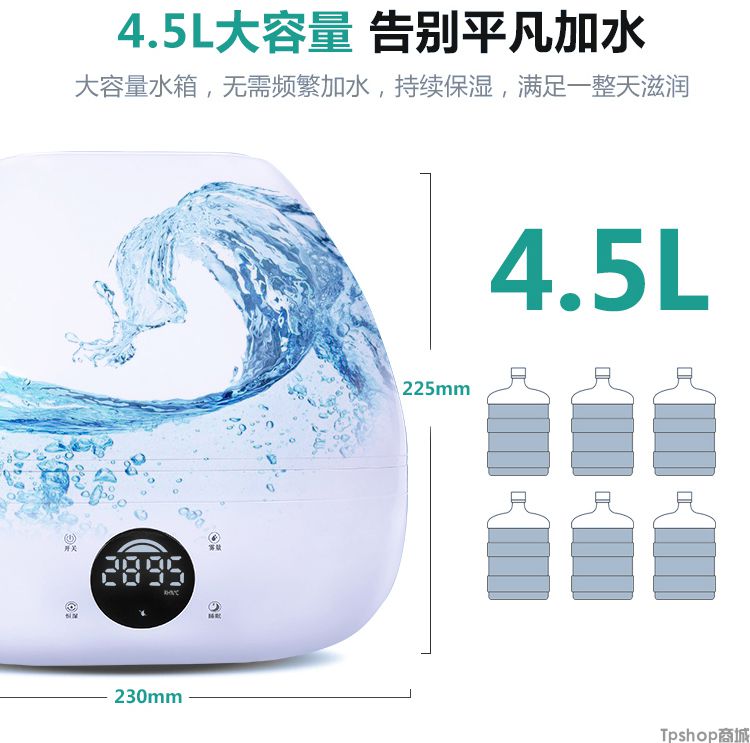 4.5L大容量 告别平凡加水
大容量水箱，无需频繁加水，持续保湿，满足一整天滋润
4.5L
225mm
开关
雾量
2895
RH%℃
恒湿
睡眠
230mm
Tpshop商城